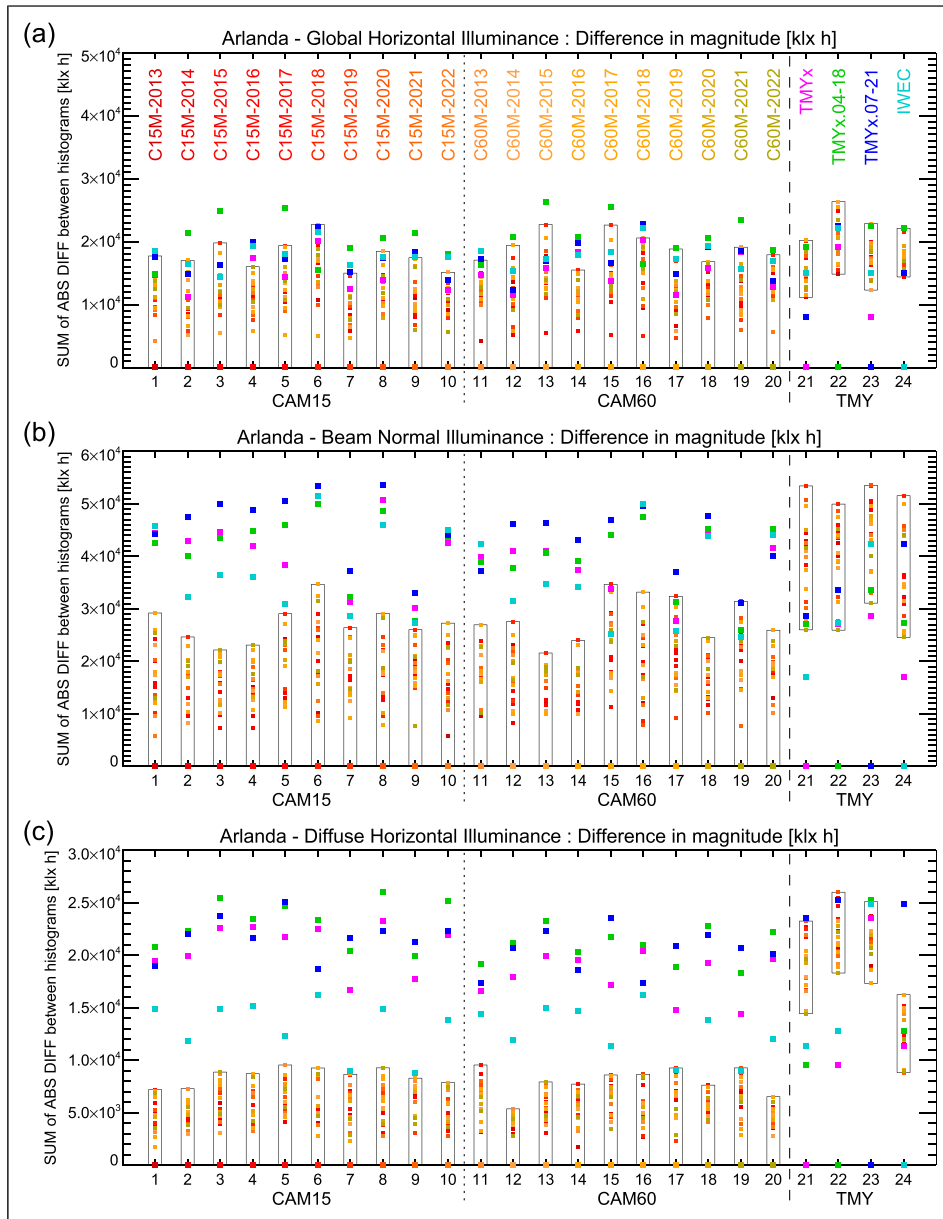 (a)
Arlanda - Global Horizontal Illuminance : Difference in magnitude [klx h]
SUM of ABS DIFF between histograms [klx h]
5×10⁴
4×10⁴
3×10⁴
2×10⁴
1×10⁴
0
C15M-2013
C15M-2014
C15M-2015
C15M-2016
C15M-2017
C15M-2018
C15M-2019
C15M-2020
C15M-2021
C15M-2022
C60M-2013
C60M-2014
C60M-2015
C60M-2016
C60M-2017
C60M-2018
C60M-2019
C60M-2020
C60M-2021
C60M-2022
TMYx
TMYx.04-18
TMYx.07-21
IWEC
1 2 3 4 5 6 7 8 9 10 11 12 13 14 15 16 17 18 19 20 21 22 23 24
CAM15 CAM60 TMY
(b)
Arlanda - Beam Normal Illuminance : Difference in magnitude [klx h]
SUM of ABS DIFF between histograms [klx h]
6×10⁴
5×10⁴
4×10⁴
3×10⁴
2×10⁴
1×10⁴
0
1 2 3 4 5 6 7 8 9 10 11 12 13 14 15 16 17 18 19 20 21 22 23 24
CAM15 CAM60 TMY
(c)
Arlanda - Diffuse Horizontal Illuminance : Difference in magnitude [klx h]
SUM of ABS DIFF between histograms [klx h]
3.0×10⁴
2.5×10⁴
2.0×10⁴
1.5×10⁴
1.0×10⁴
5.0×10³
0
1 2 3 4 5 6 7 8 9 10 11 12 13 14 15 16 17 18 19 20 21 22 23 24
CAM15 CAM60 TMY